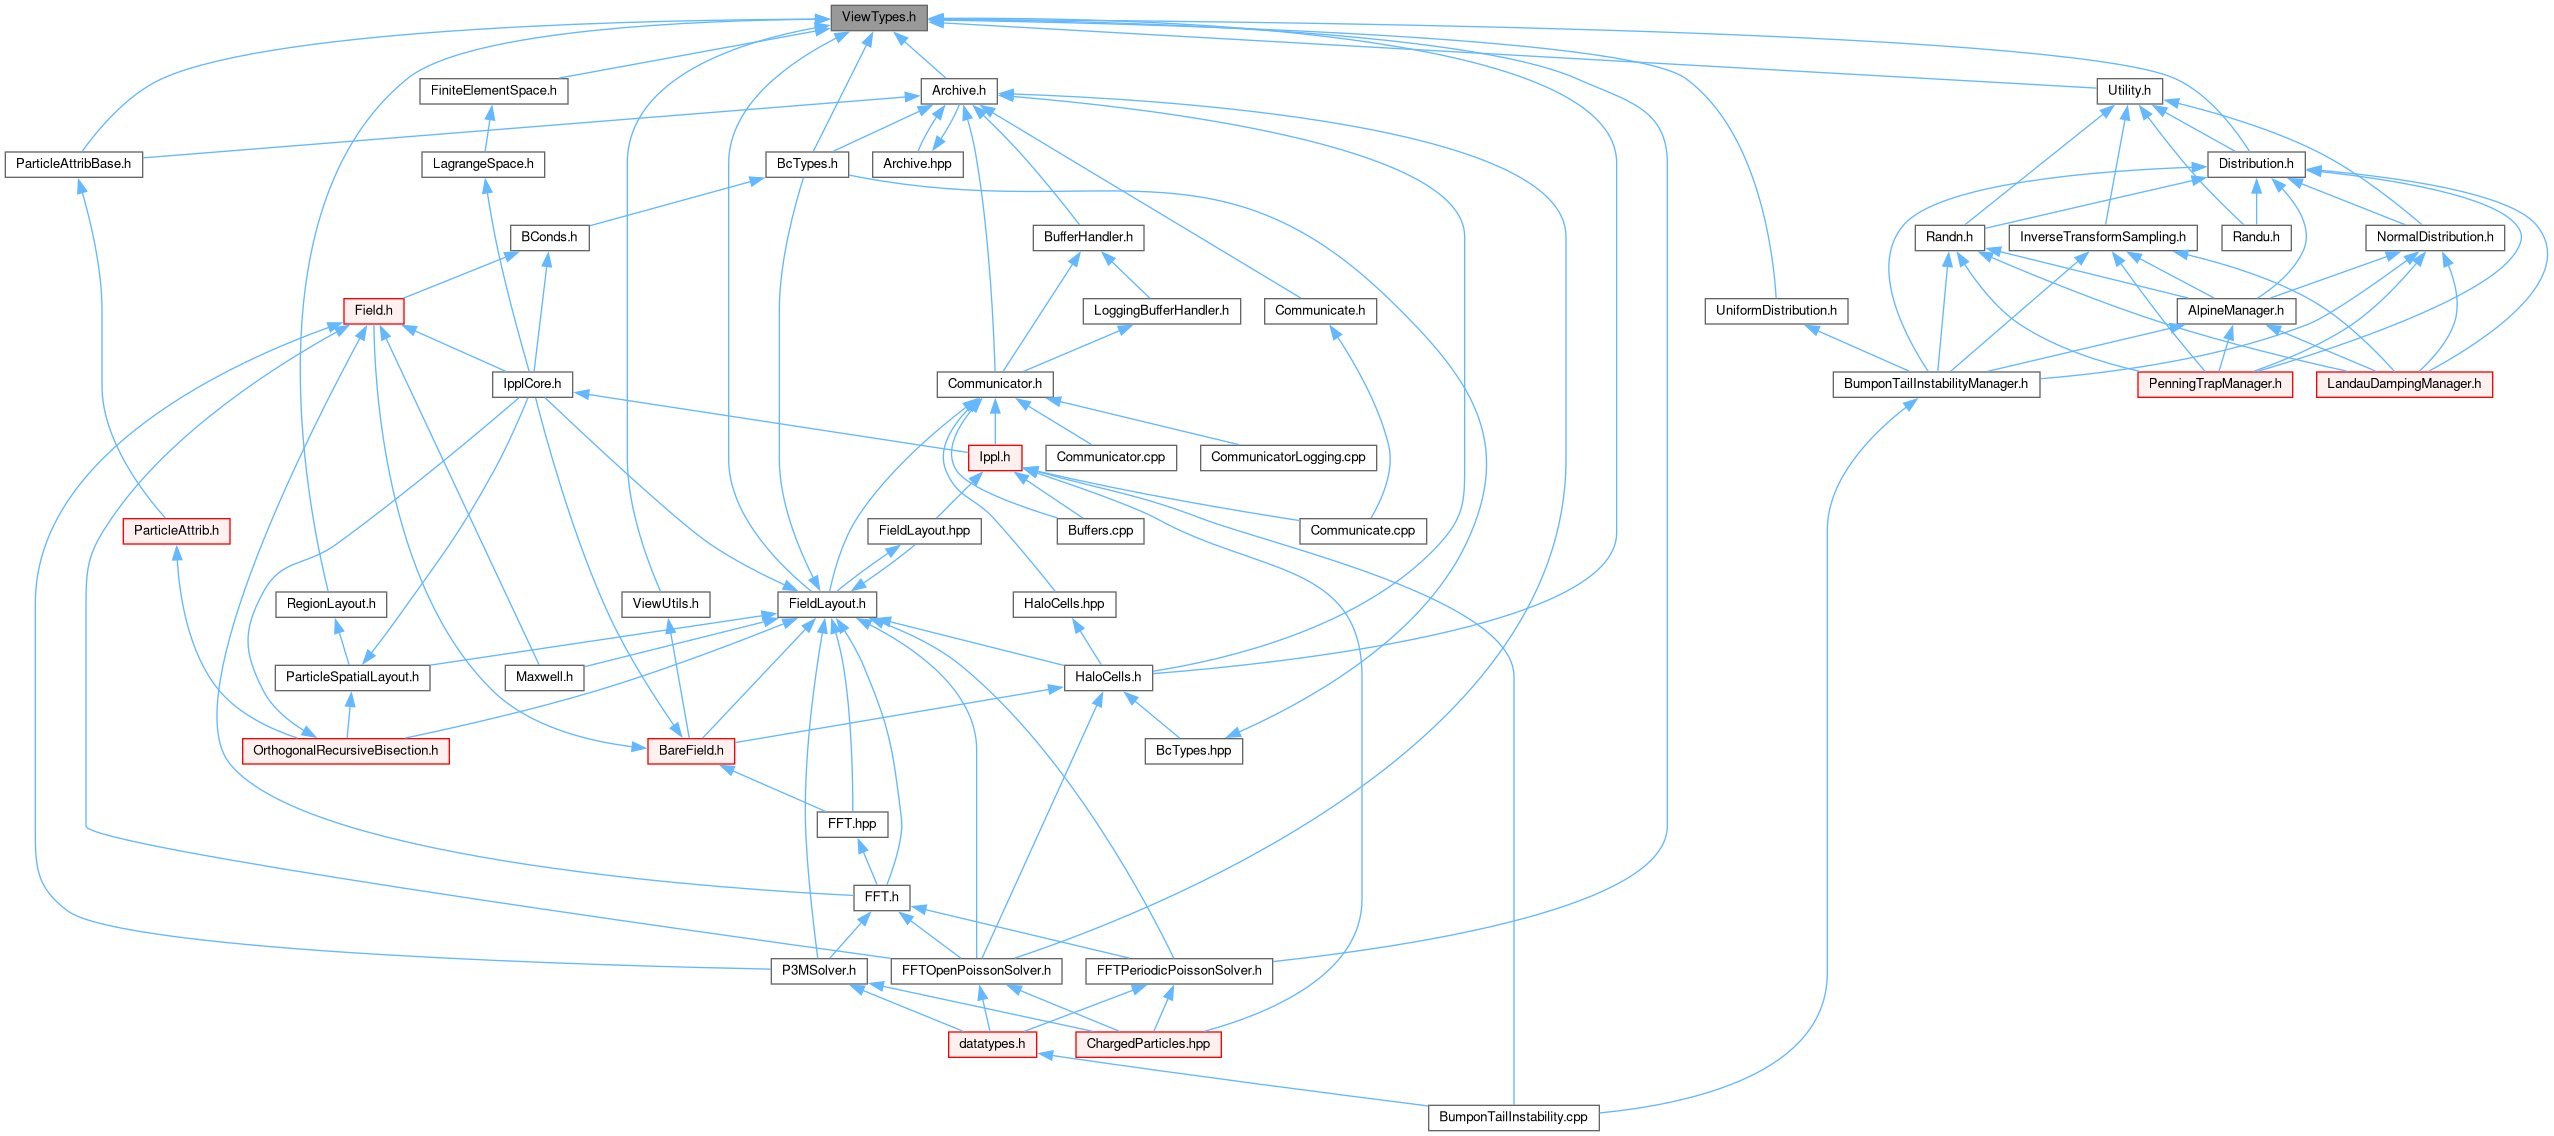 ViewTypes.h
FiniteElementSpace.h
Archive.h
Utility.h
ParticleAttribBase.h
LagrangeSpace.h
BcTypes.h
Archive.hpp
Distribution.h
BConds.h
BufferHandler.h
Randn.h
InverseTransformSampling.h
Randu.h
NormalDistribution.h
Field.h
LoggingBufferHandler.h
Communicate.h
UniformDistribution.h
AlpineManager.h
IpplCore.h
Communicator.h
BumponTailInstabilityManager.h
PenningTrapManager.h
LandauDampingManager.h
Ippl.h
Communicator.cpp
CommunicatorLogging.cpp
ParticleAttrib.h
FieldLayout.hpp
Buffers.cpp
Communicate.cpp
RegionLayout.h
ViewUtils.h
FieldLayout.h
HaloCells.hpp
ParticleSpatialLayout.h
Maxwell.h
HaloCells.h
OrthogonalRecursiveBisection.h
BareField.h
BcTypes.hpp
FFT.hpp
FFT.h
P3MSolver.h
FFTOpenPoissonSolver.h
FFTPeriodicPoissonSolver.h
datatypes.h
ChargedParticles.hpp
BumponTailInstability.cpp